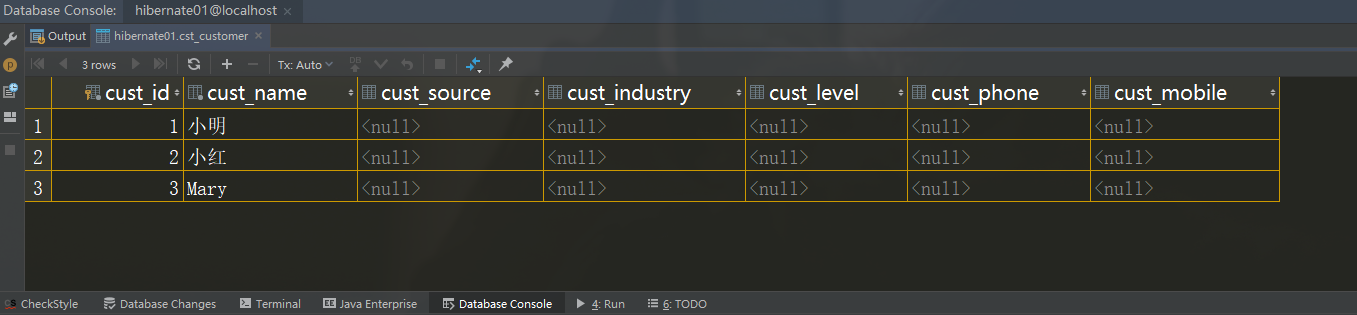 Database Console: hibernate01@localhost
Output hibernate01.cst_customer
3 rows Tx: Auto DB
cust_id cust_name cust_source cust_industry cust_level cust_phone cust_mobile
1 1 小明 <null> <null> <null> <null> <null>
2 2 小红 <null> <null> <null> <null> <null>
3 3 Mary <null> <null> <null> <null> <null>
CS CheckStyle Database Changes Terminal Java Enterprise Database Console 4: Run 6: TODO